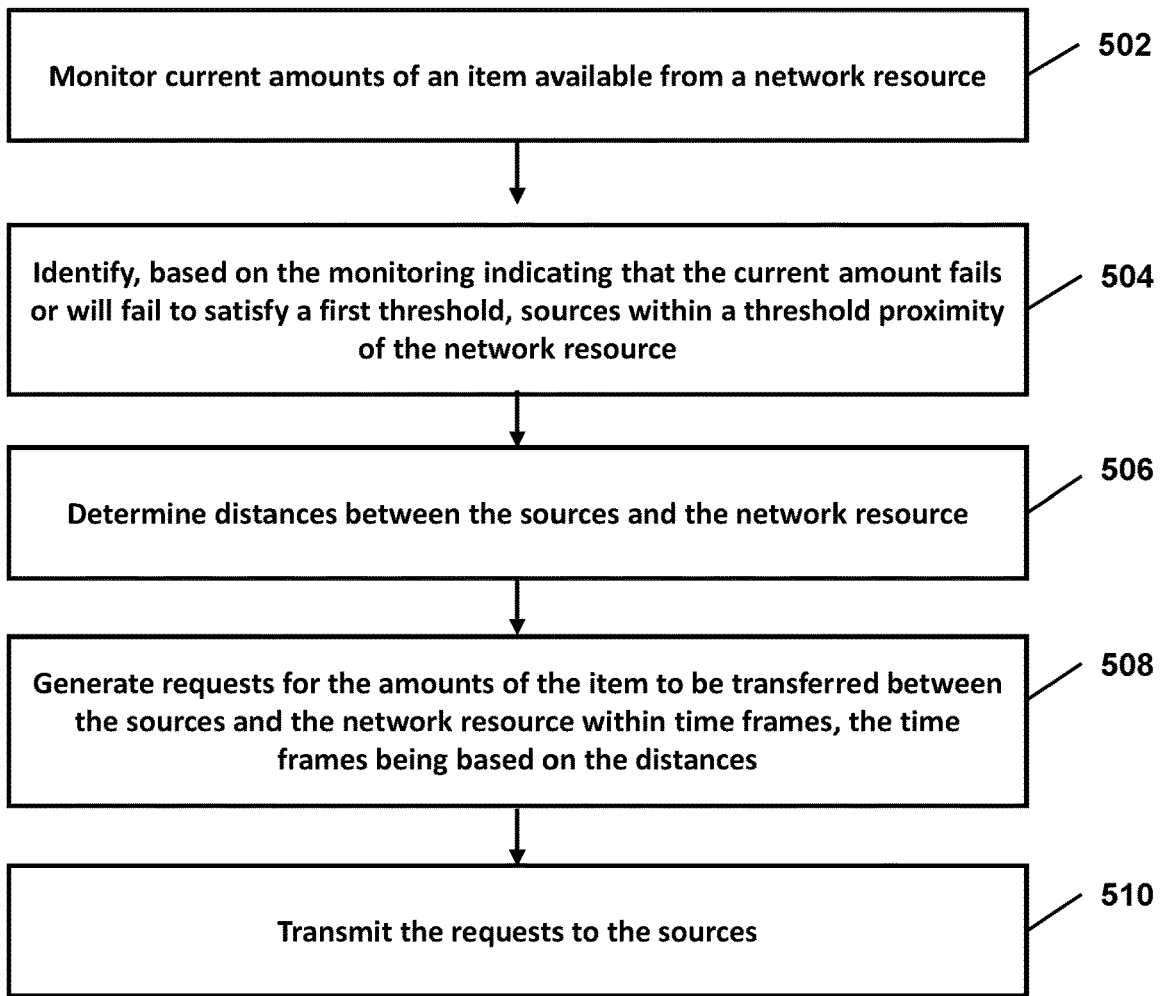 Monitor current amounts of an item available from a network resource
502
Identify, based on the monitoring indicating that the current amount fails
or will fail to satisfy a first threshold, sources within a threshold proximity
of the network resource
504
Determine distances between the sources and the network resource
506
Generate requests for the amounts of the item to be transferred between
the sources and the network resource within time frames, the time
frames being based on the distances
508
Transmit the requests to the sources
510